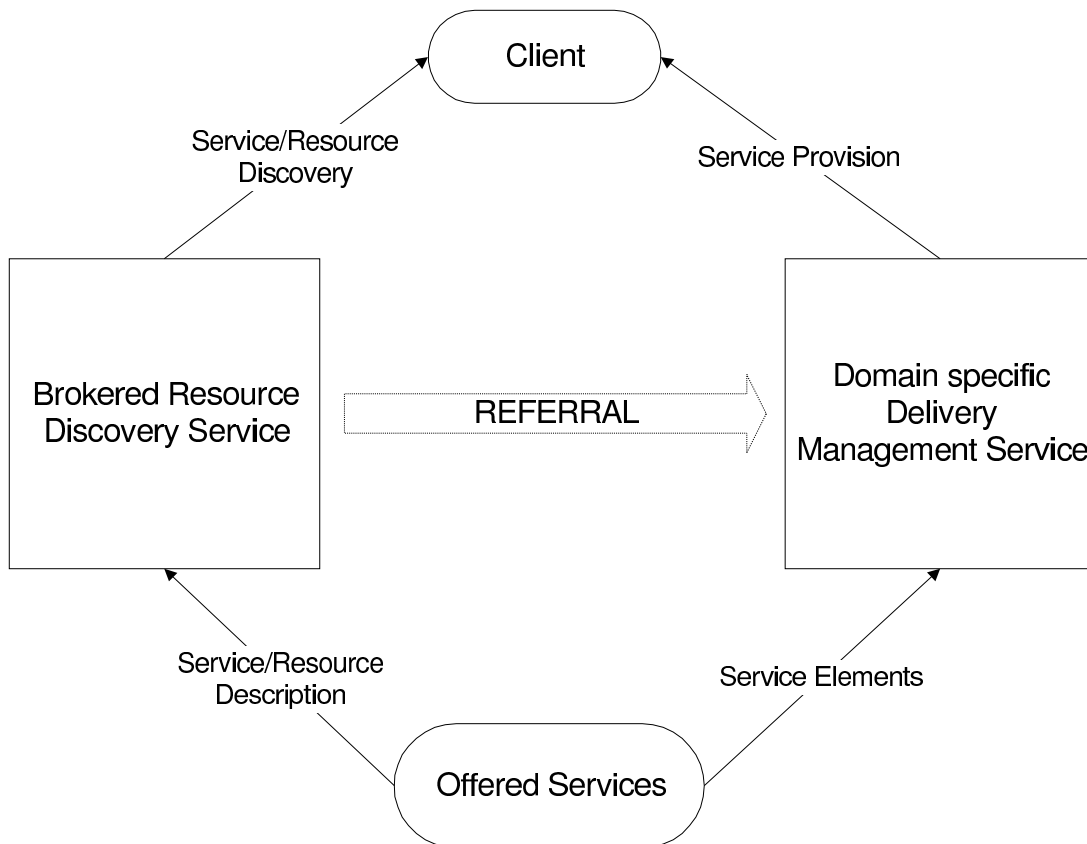 Client
Service/Resource
Discovery
Service Provision
Brokered Resource
Discovery Service
REFERRAL
Domain specific
Delivery
Management Service
Service/Resource
Description
Service Elements
Offered Services